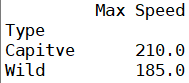 Max Speed
Type
Capitve 210.0
Wild 185.0